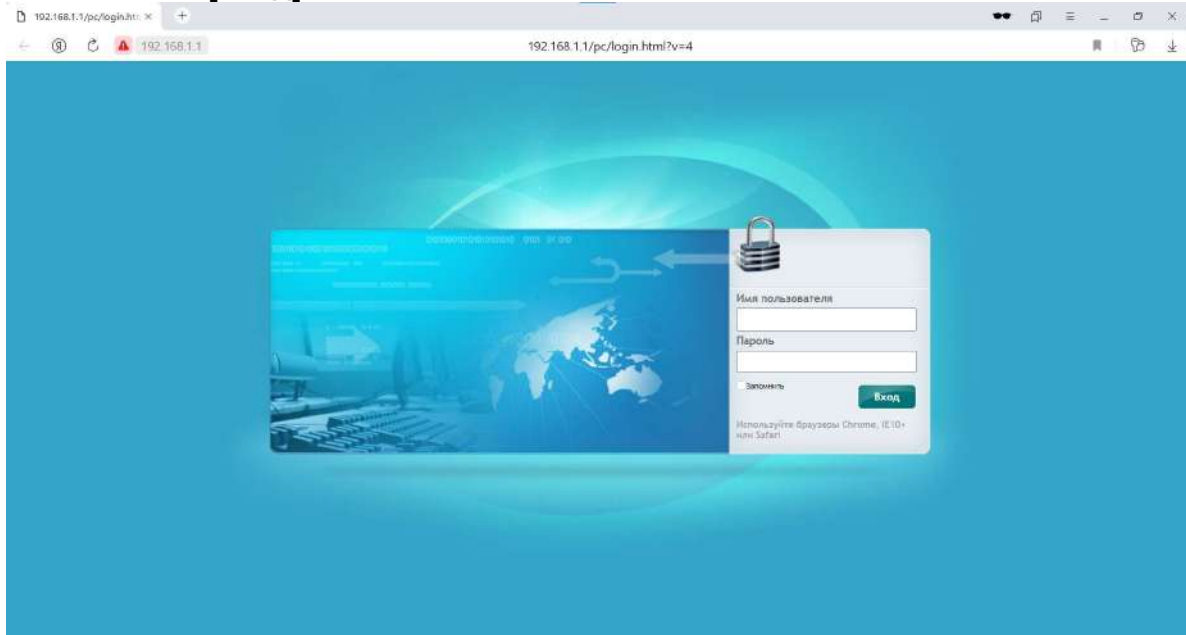 192.168.1.1/pc/login.htm
192.168.1.1
192.168.1.1/pc/login.html?v=4
Имя пользователя
Пароль
Запомнить
Вход
Используйте браузеры Chrome, IE10+
или Safari